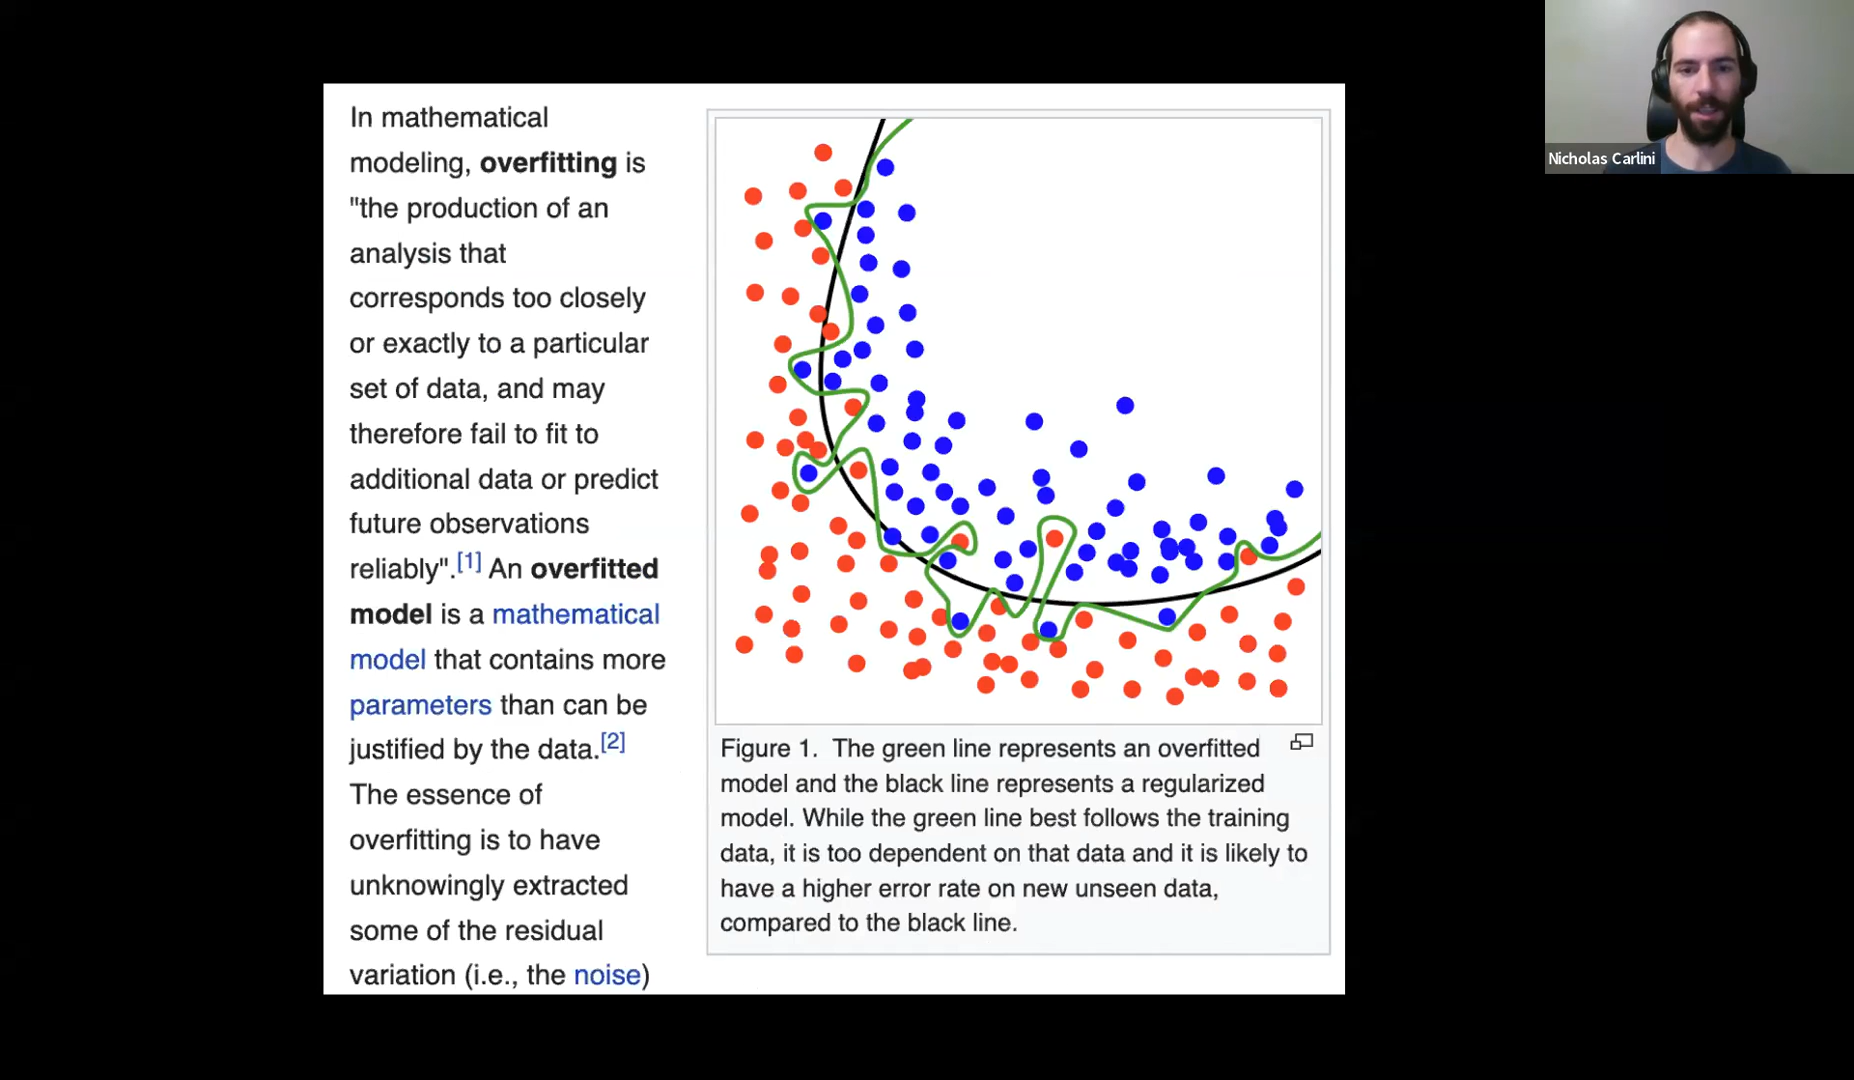 In mathematical
modeling, overfitting is
"the production of an
analysis that
corresponds too closely
or exactly to a particular
set of data, and may
therefore fail to fit to
additional data or predict
future observations
reliably".[1] An overfitted
model is a mathematical
model that contains more
parameters than can be
justified by the data.[2]
The essence of
overfitting is to have
unknowingly extracted
some of the residual
variation (i.e., the noise)
Figure 1. The green line represents an overfitted
model and the black line represents a regularized
model. While the green line best follows the training
data, it is too dependent on that data and it is likely to
have a higher error rate on new unseen data,
compared to the black line.
Nicholas Carlini